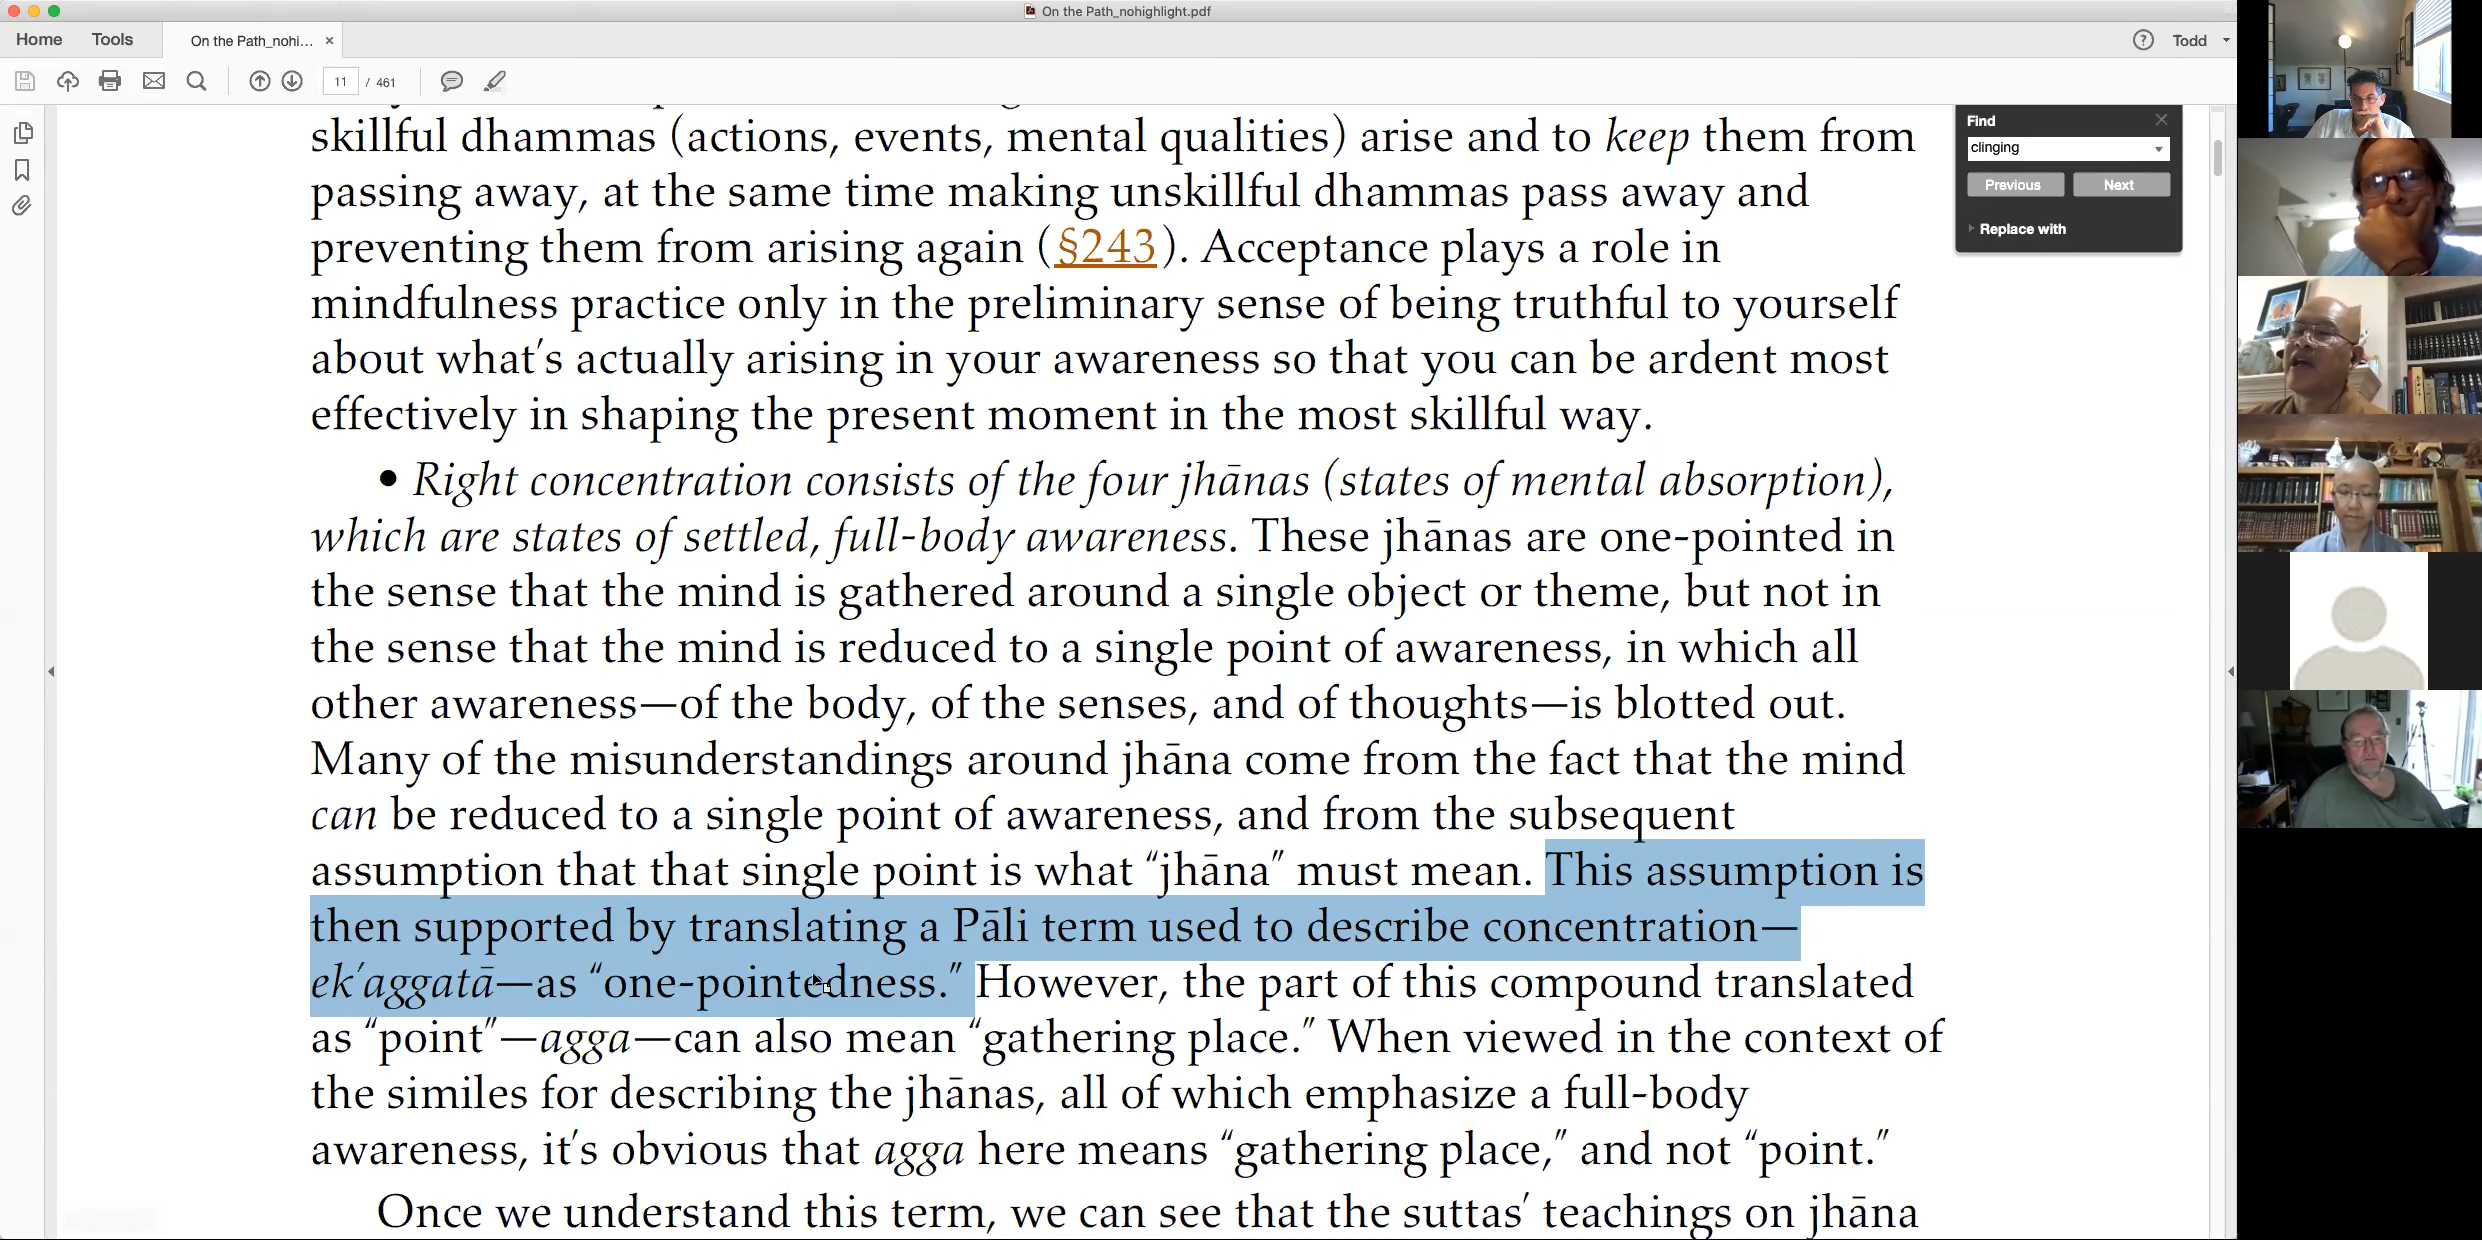 On the Path_nohighlight.pdf
Home
Tools
On the Path_nohi...
Todd
11 / 461
Find
clinging
Previous
Next
Replace with
skillful dhammas (actions, events, mental qualities) arise and to keep them from
passing away, at the same time making unskillful dhammas pass away and
preventing them from arising again (§243). Acceptance plays a role in
mindfulness practice only in the preliminary sense of being truthful to yourself
about what’s actually arising in your awareness so that you can be ardent most
effectively in shaping the present moment in the most skillful way.
• Right concentration consists of the four jhānas (states of mental absorption),
which are states of settled, full-body awareness. These jhānas are one-pointed in
the sense that the mind is gathered around a single object or theme, but not in
the sense that the mind is reduced to a single point of awareness, in which all
other awareness—of the body, of the senses, and of thoughts—is blotted out.
Many of the misunderstandings around jhāna come from the fact that the mind
can be reduced to a single point of awareness, and from the subsequent
assumption that that single point is what “jhāna” must mean. This assumption is
then supported by translating a Pāli term used to describe concentration—
ek’aggatā—as “one-pointedness.” However, the part of this compound translated
as “point”—agga—can also mean “gathering place.” When viewed in the context of
the similes for describing the jhānas, all of which emphasize a full-body
awareness, it’s obvious that agga here means “gathering place,” and not “point.”
Once we understand this term, we can see that the suttas’ teachings on jhāna